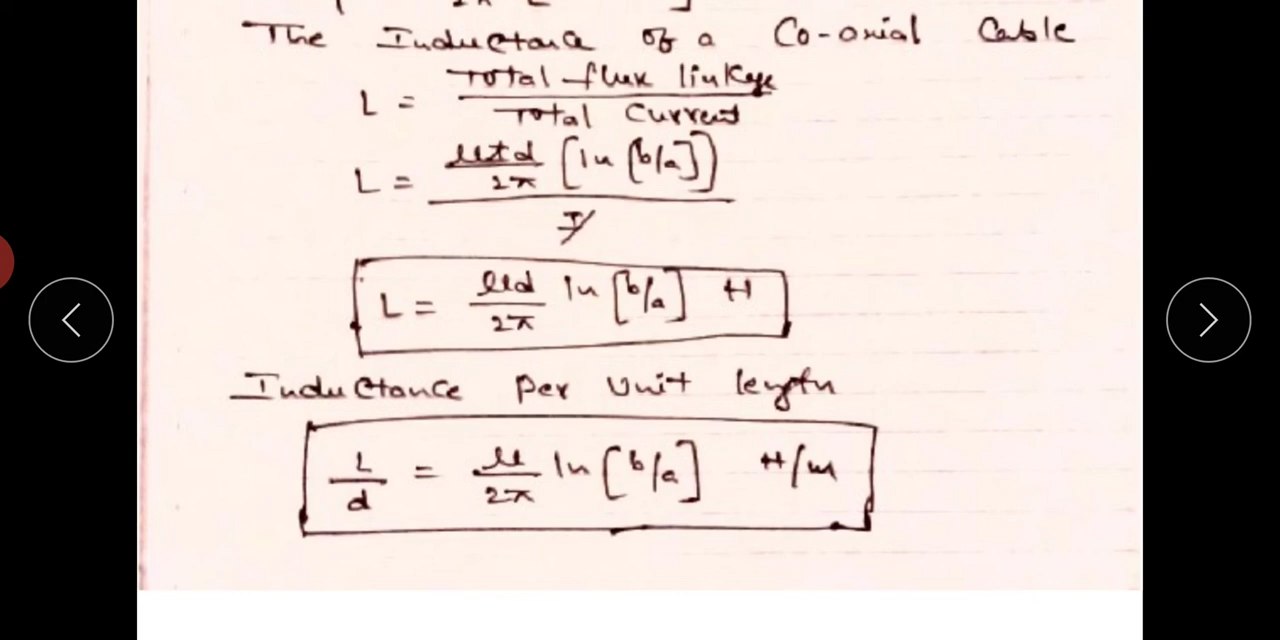 The Inductance of a Co-axial Cable
L = Total flux linkage / Total Current
L = μId/2π [ln [b/a]] / I
L = μd/2π ln [b/a] H
Inductance Per Unit length
L/d = μ/2π ln [b/a] H/m